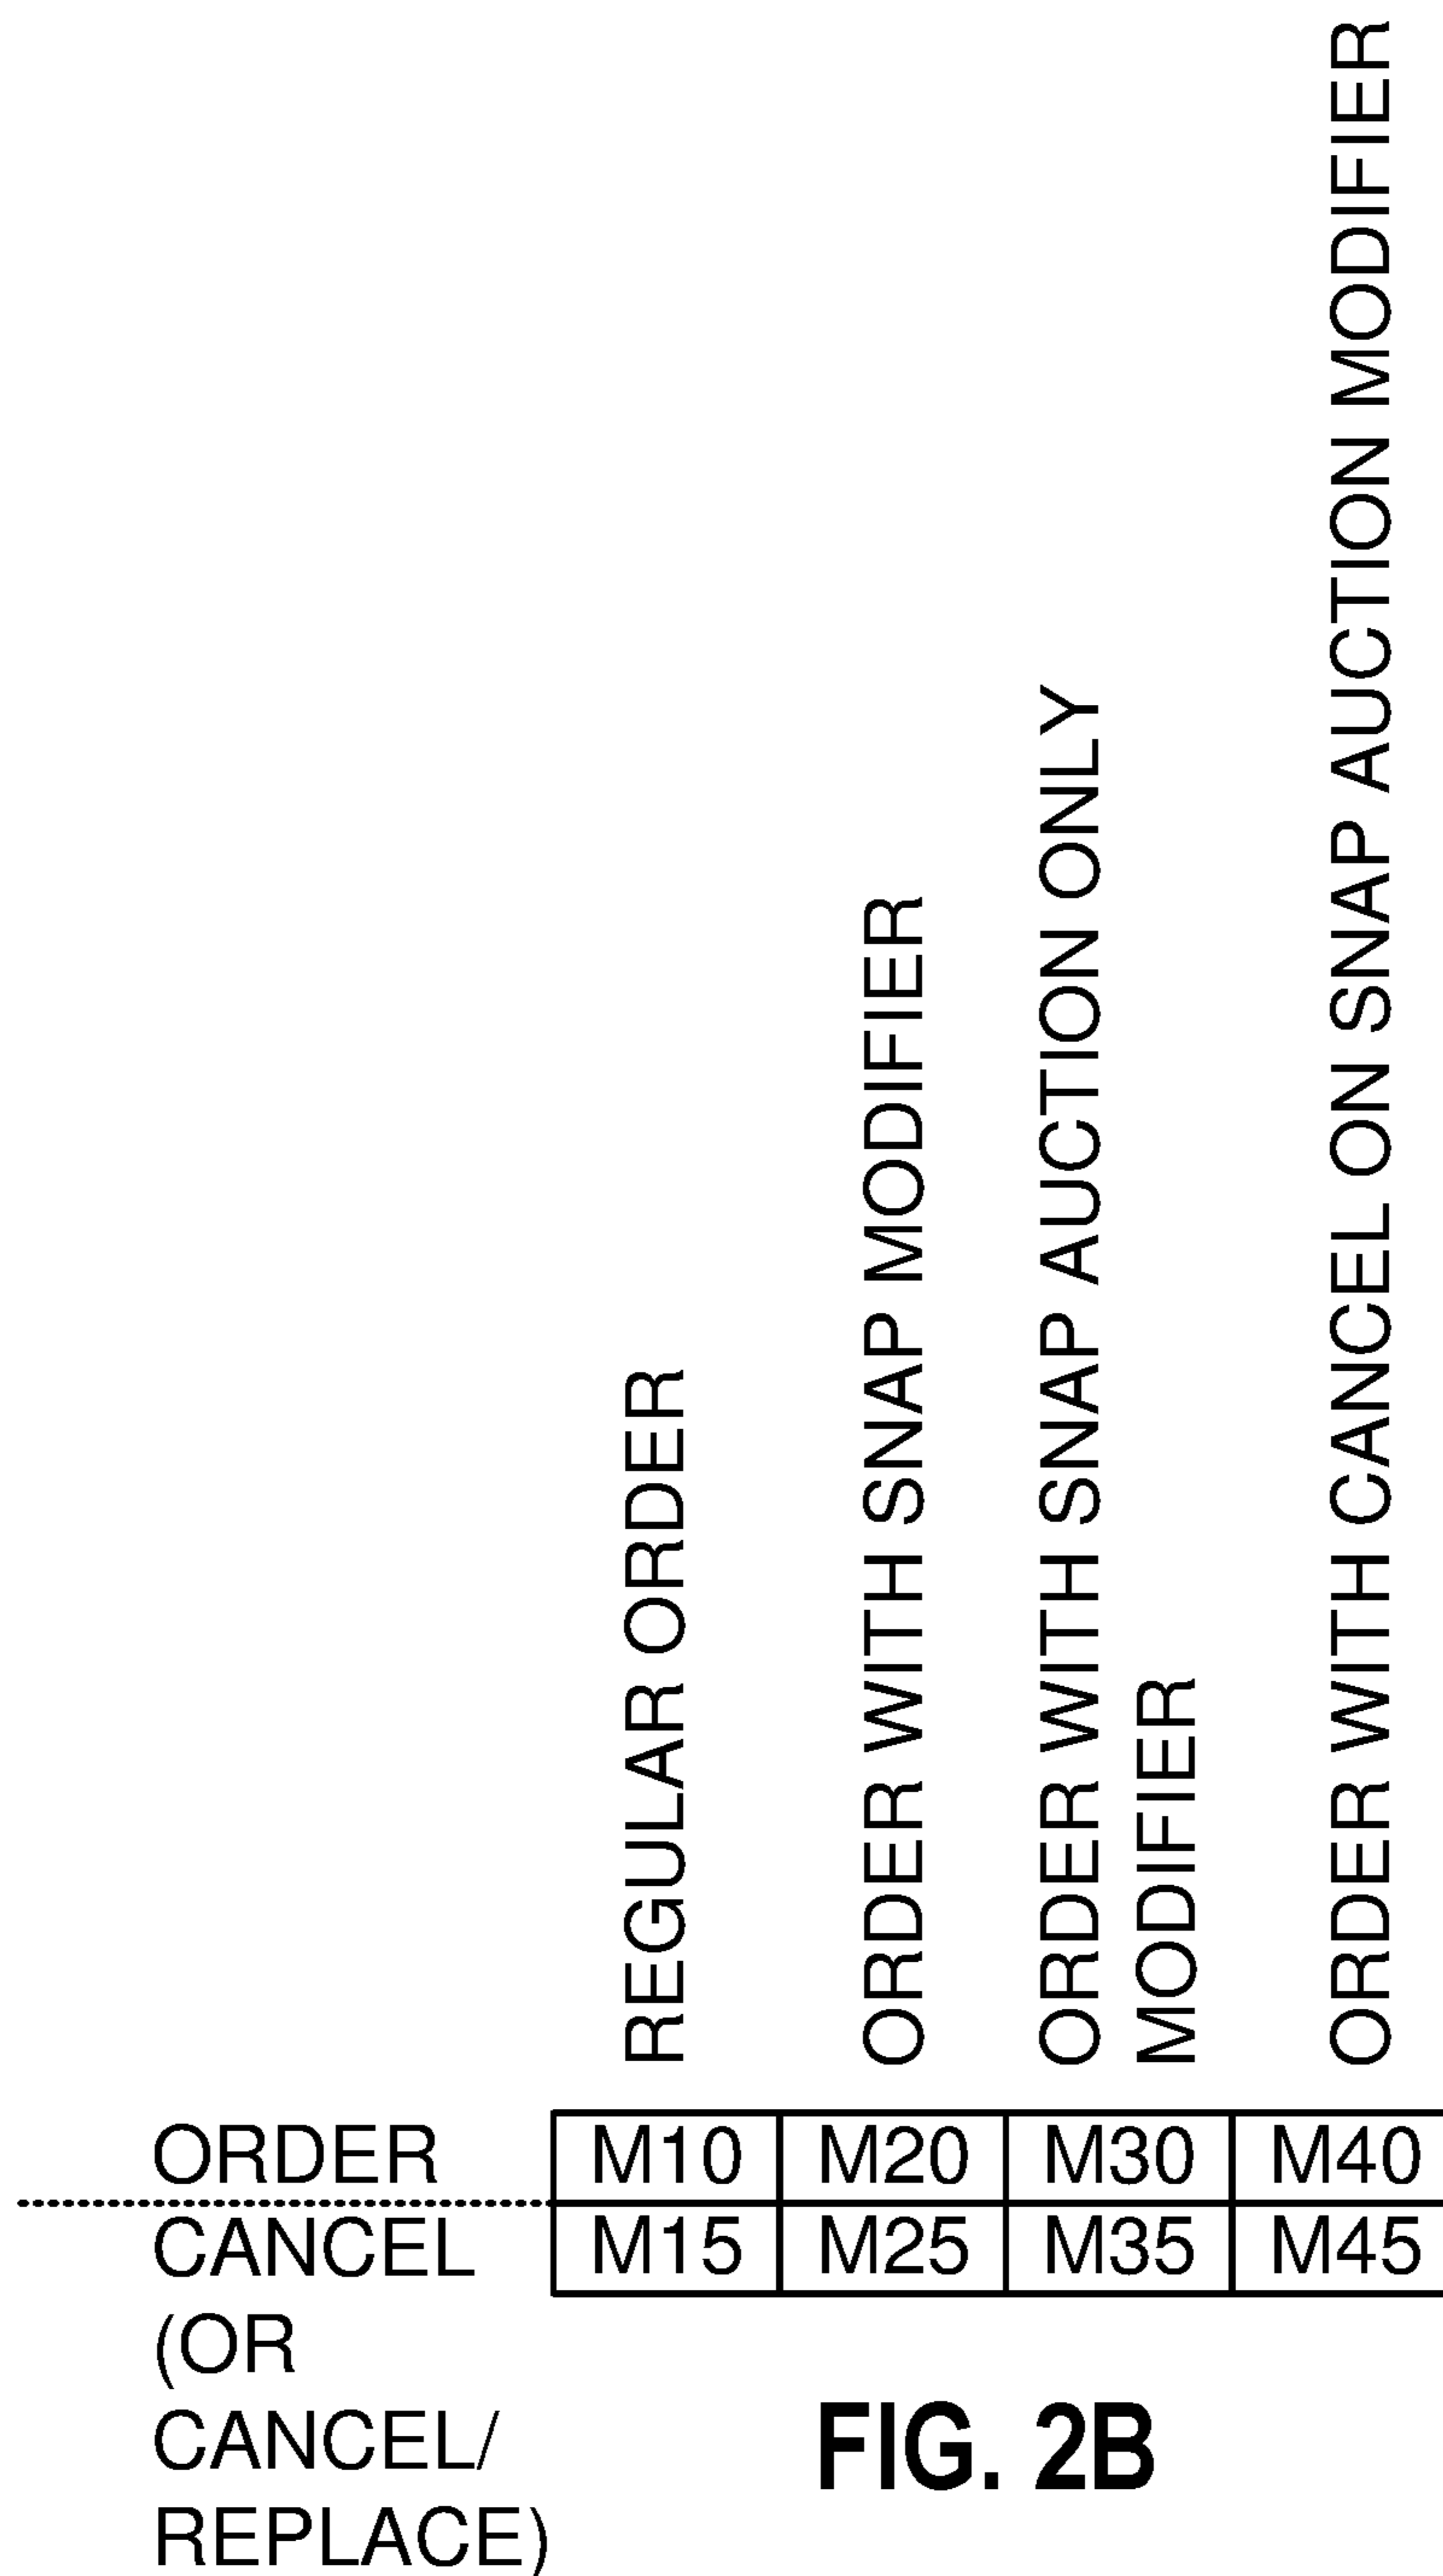 REGULAR ORDER
ORDER WITH SNAP MODIFIER
ORDER WITH SNAP AUCTION ONLY
MODIFIER
ORDER WITH CANCEL ON SNAP AUCTION MODIFIER
ORDER M10 M20 M30 M40
CANCEL M15 M25 M35 M45
(OR
CANCEL/
REPLACE)
FIG. 2B